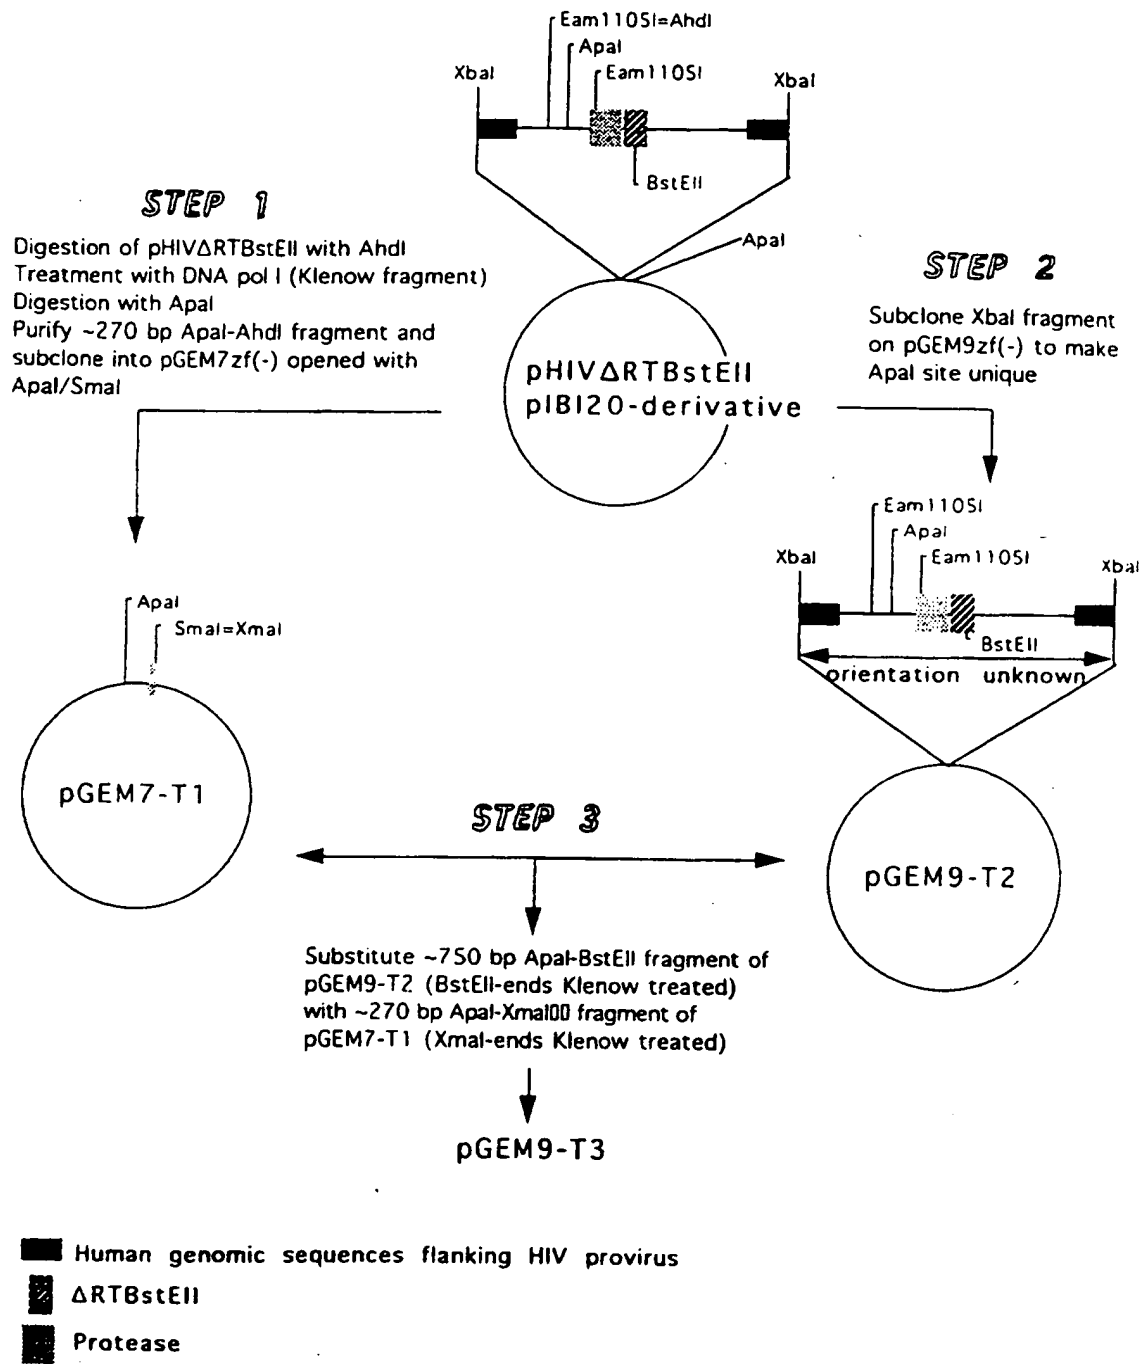 Eam1105I=AhdI
ApaI
XbaI
Eam1105I
XbaI
BstEII
STEP 1
ApaI
Digestion of pHIVΔRTBstEII with AhdI
Treatment with DNA pol I (Klenow fragment)
Digestion with ApaI
Purify ~270 bp ApaI-AhdI fragment and
subclone into pGEM7zf(-) opened with
ApaI/SmaI
STEP 2
Subclone XbaI fragment
on pGEM9zf(-) to make
ApaI site unique
pHIVΔRTBstEII
pIBI20-derivative
Eam1105I
ApaI
XbaI
Eam1105I
XbaI
BstEII
orientation unknown
ApaI
SmaI=XmaI
pGEM7-T1
STEP 3
pGEM9-T2
Substitute ~750 bp ApaI-BstEII fragment of
pGEM9-T2 (BstEII-ends Klenow treated)
with ~270 bp ApaI-XmaI▯▯ fragment of
pGEM7-T1 (XmaI-ends Klenow treated)
pGEM9-T3
Human genomic sequences flanking HIV provirus
ΔRTBstEII
Protease